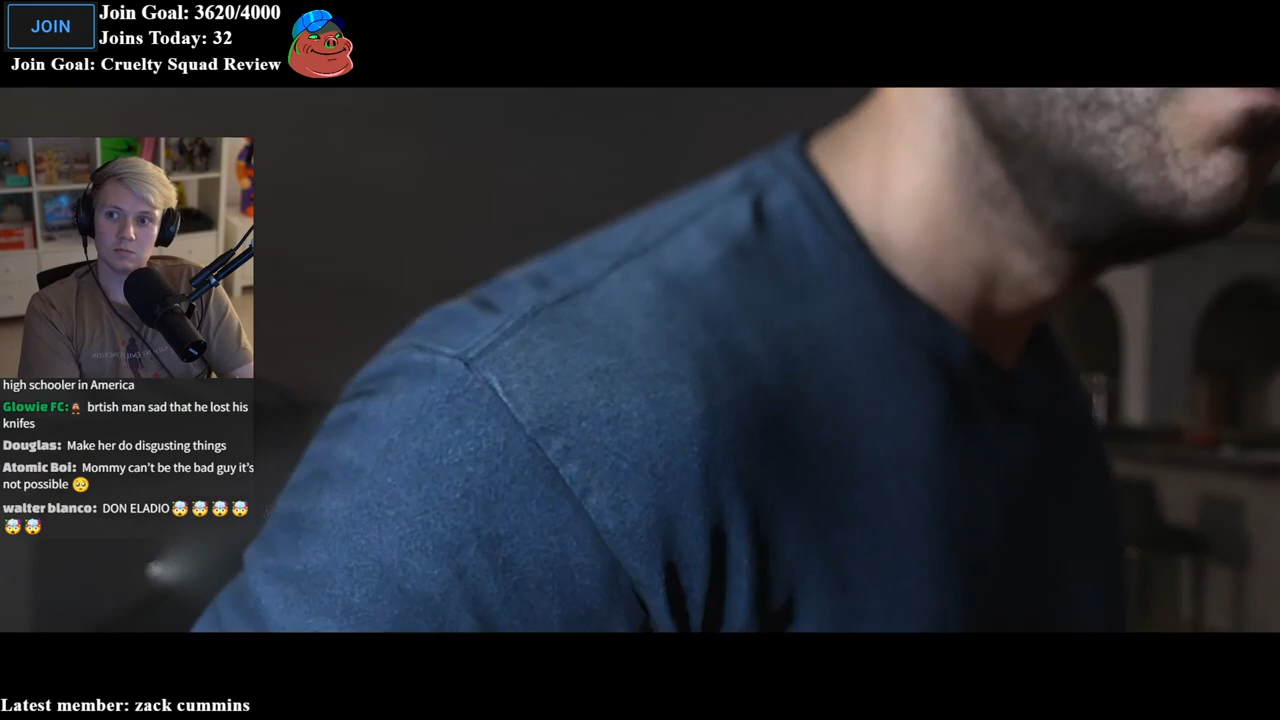 JOIN
Join Goal: 3620/4000
Joins Today: 32
Join Goal: Cruelty Squad Review
high schooler in America
Glowie FC: brtish man sad that he lost his
knifes
Douglas: Make her do disgusting things
Atomic Boi: Mommy can't be the bad guy it's
not possible 🥺
walter blanco: DON ELADIO 🤯 🤯 🤯 🤯
🤯 🤯
Latest member: zack cummins